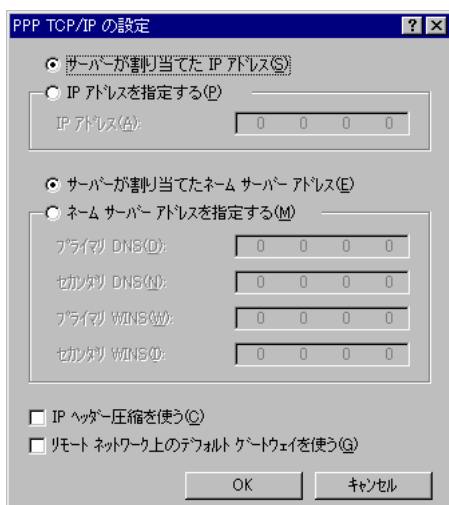 PPP TCP/IP の設定
サーバーが割り当てた IP アドレス(S)
IP アドレスを指定する(P)
IP アドレス(A): 0 0 0 0
サーバーが割り当てたネーム サーバー アドレス(E)
ネーム サーバー アドレスを指定する(M)
プライマリ DNS(D): 0 0 0 0
セカンダリ DNS(N): 0 0 0 0
プライマリ WINS(W): 0 0 0 0
セカンダリ WINS(I): 0 0 0 0
IP ヘッダー圧縮を使う(C)
リモート ネットワーク上のデフォルト ゲートウェイを使う(G)
OK キャンセル